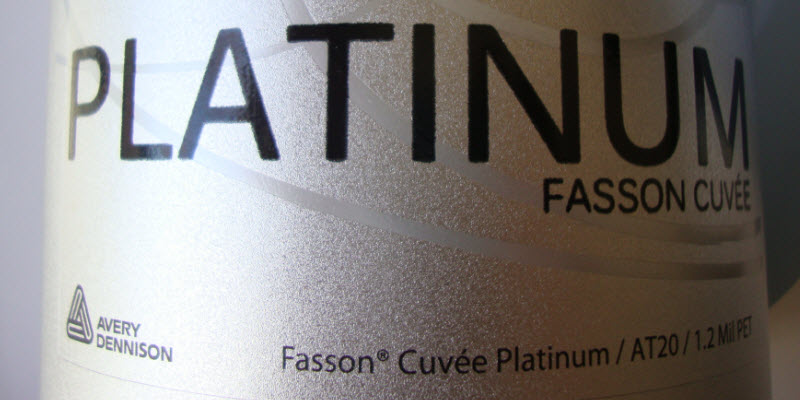 PLATINUM
FASSON CUVÉE
AVERY
DENNISON
Fasson® Cuvée Platinum / AT20 / 1.2 Mil PET